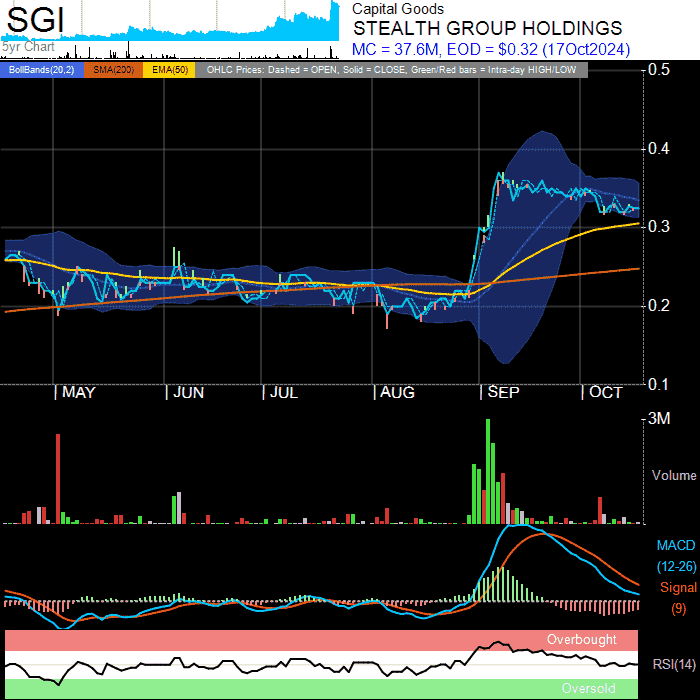 SGI
5yr Chart
Capital Goods
STEALTH GROUP HOLDINGS
MC = 37.6M, EOD = $0.32 (17Oct2024)
BollBands(20,2) SMA(200) EMA(50) OHLC Prices: Dashed = OPEN, Solid = CLOSE, Green/Red bars = Intra-day HIGH/LOW
0.5
0.4
0.3
0.2
0.1
MAY JUN JUL AUG SEP OCT
3M
Volume
MACD
(12-26)
Signal
(9)
Overbought
RSI(14)
Oversold